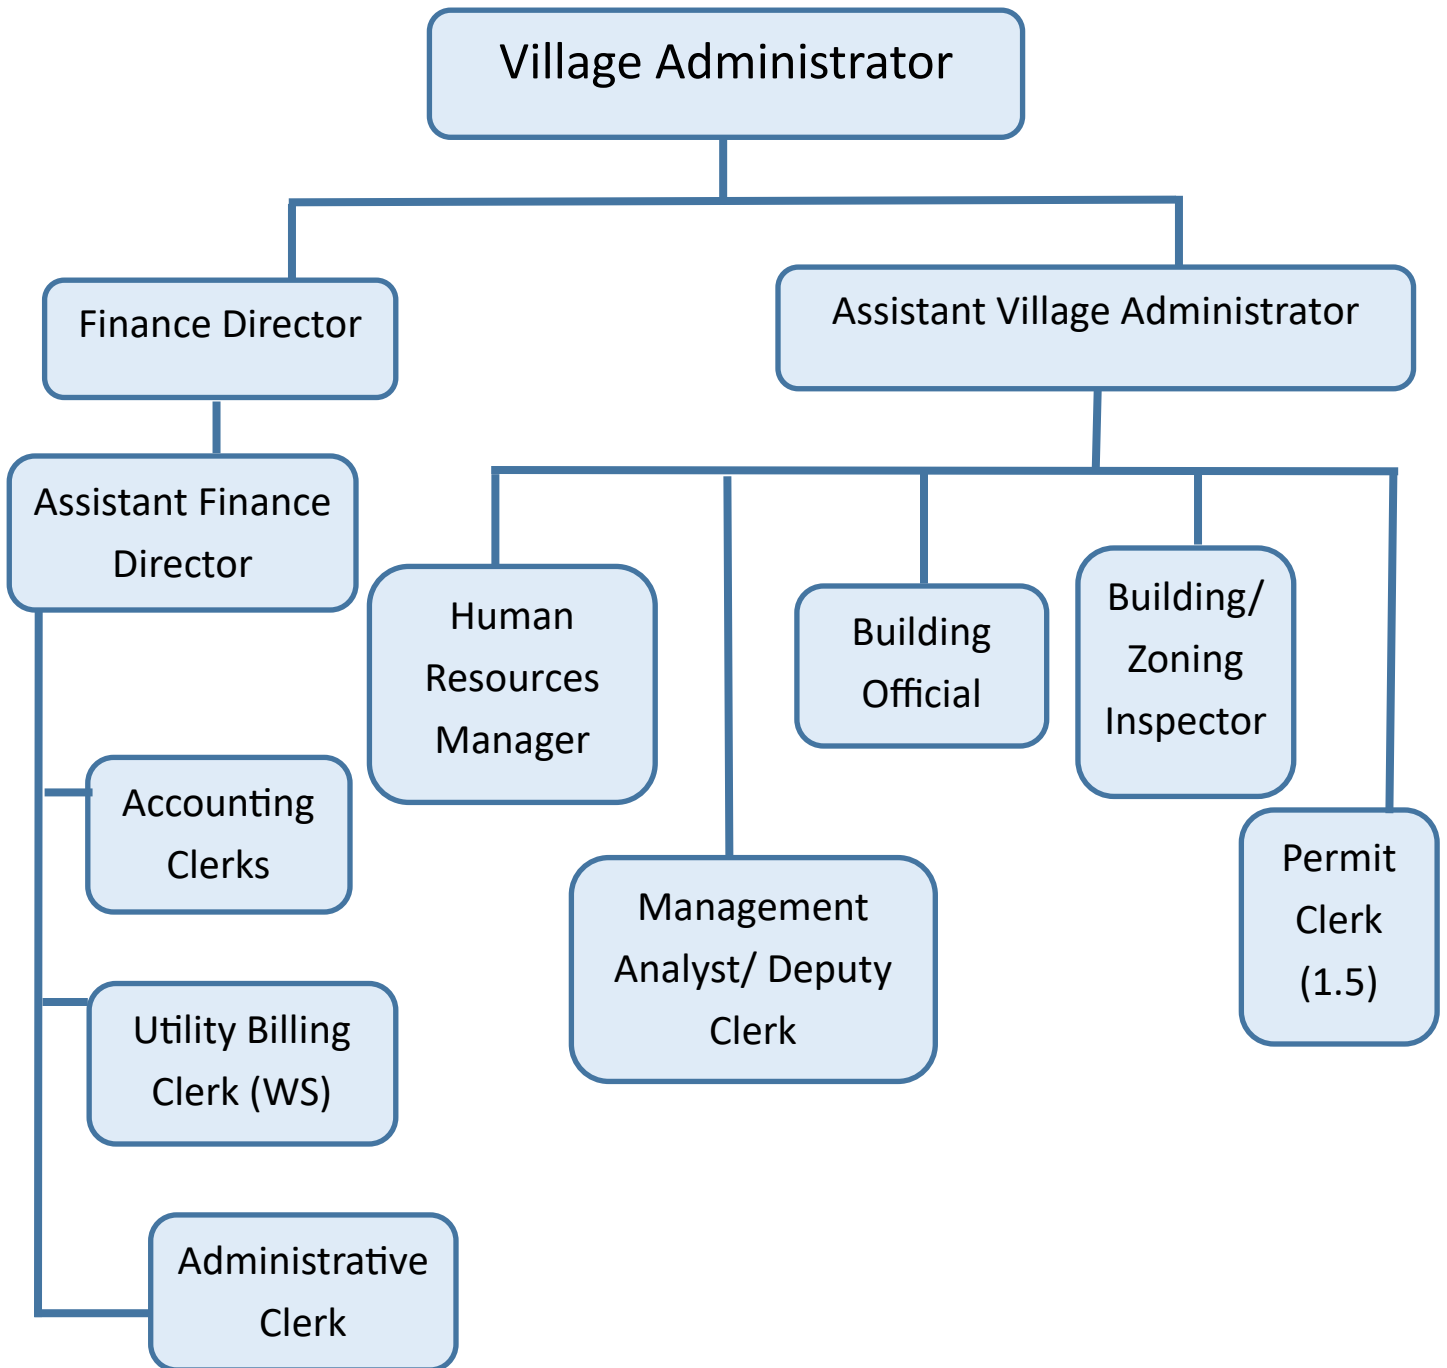 Village Administrator
Finance Director
Assistant Village Administrator
Assistant Finance
Director
Human
Resources
Manager
Building
Official
Building/
Zoning
Inspector
Accounting
Clerks
Management
Analyst/ Deputy
Clerk
Permit
Clerk
(1.5)
Utility Billing
Clerk (WS)
Administrative
Clerk